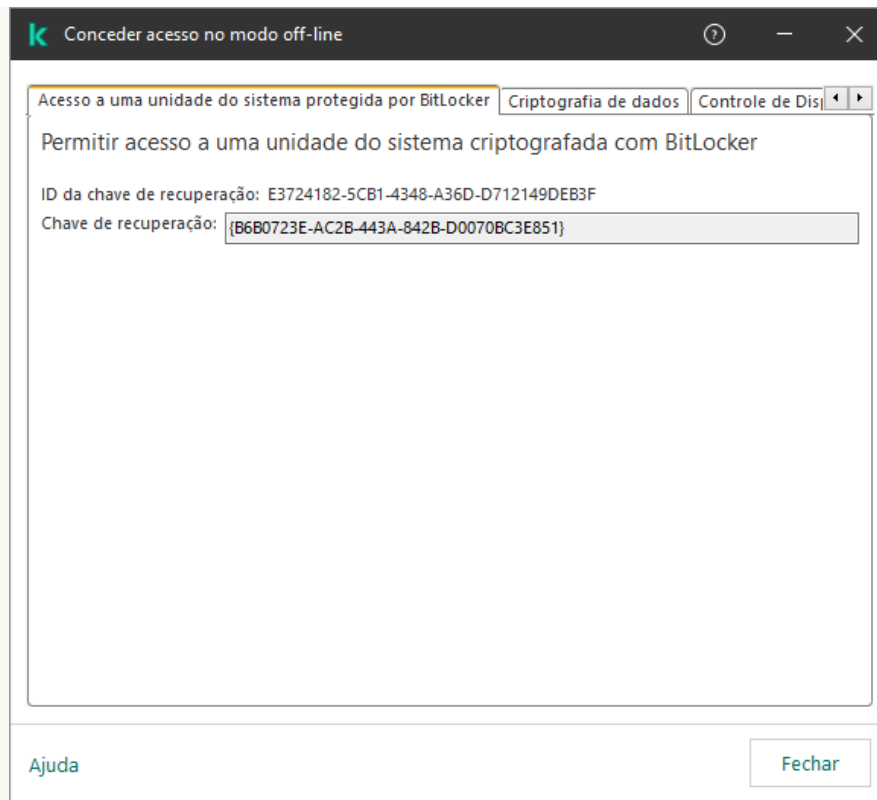 Conceder acesso no modo off-line
Acesso a uma unidade do sistema protegida por BitLocker Criptografia de dados Controle de Disp
Permitir acesso a uma unidade do sistema criptografada com BitLocker
ID da chave de recuperação: E3724182-5CB1-4348-A36D-D712149DEB3F
Chave de recuperação: {B6B0723E-AC2B-443A-842B-D0070BC3E851}
Ajuda Fechar